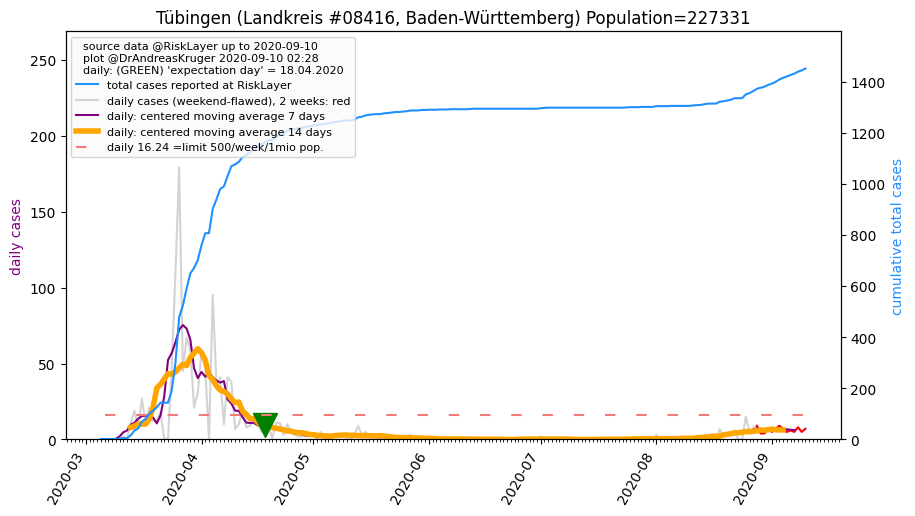 Tübingen (Landkreis #08416, Baden-Württemberg) Population=227331
source data @RiskLayer up to 2020-09-10
plot @DrAndreasKruger 2020-09-10 02:28
daily: (GREEN) 'expectation day' = 18.04.2020
total cases reported at RiskLayer
daily cases (weekend-flawed), 2 weeks: red
daily: centered moving average 7 days
daily: centered moving average 14 days
daily 16.24 =limit 500/week/1mio pop.
daily cases
250
200
150
100
50
0
cumulative total cases
1400
1200
1000
800
600
400
200
0
2020-03
2020-04
2020-05
2020-06
2020-07
2020-08
2020-09